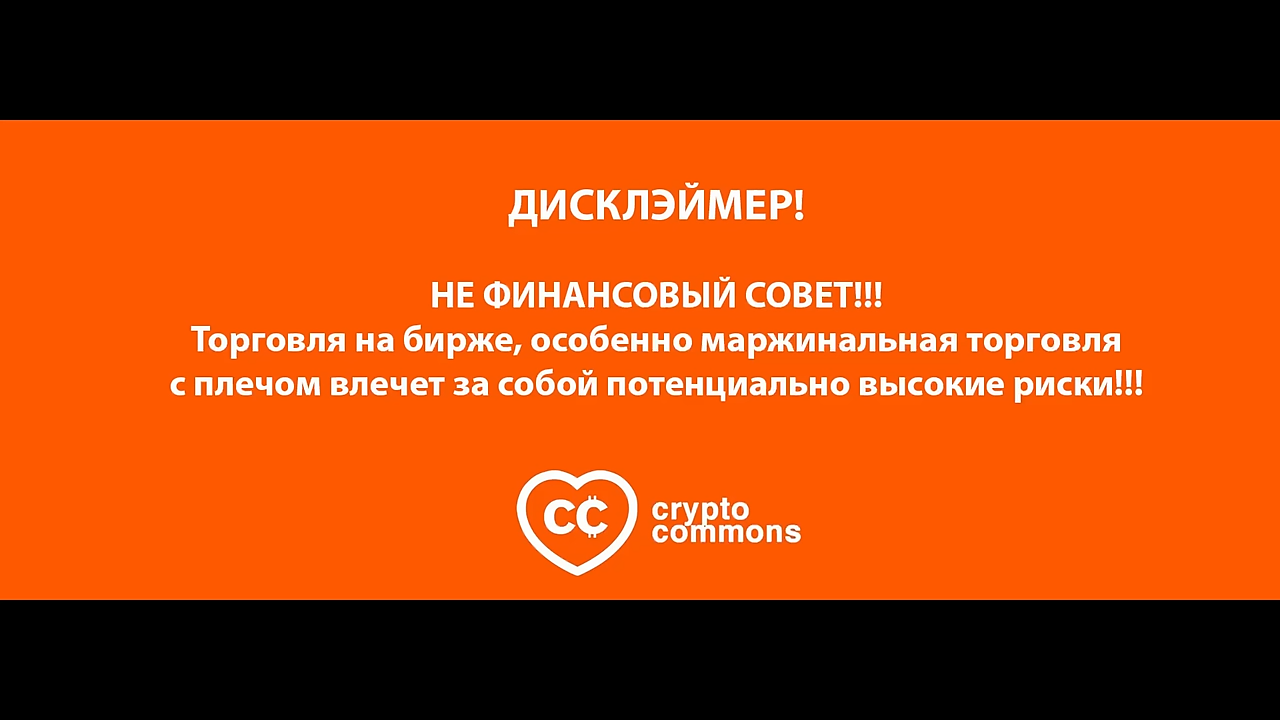 ДИСКЛЭЙМЕР!
НЕ ФИНАНСОВЫЙ СОВЕТ!!!
Торговля на бирже, особенно маржинальная торговля
с плечом влечет за собой потенциально высокие риски!!!
C₵ crypto
commons